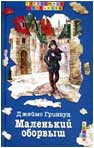 Джеймс Гринвуд
Маленький
оборвыш